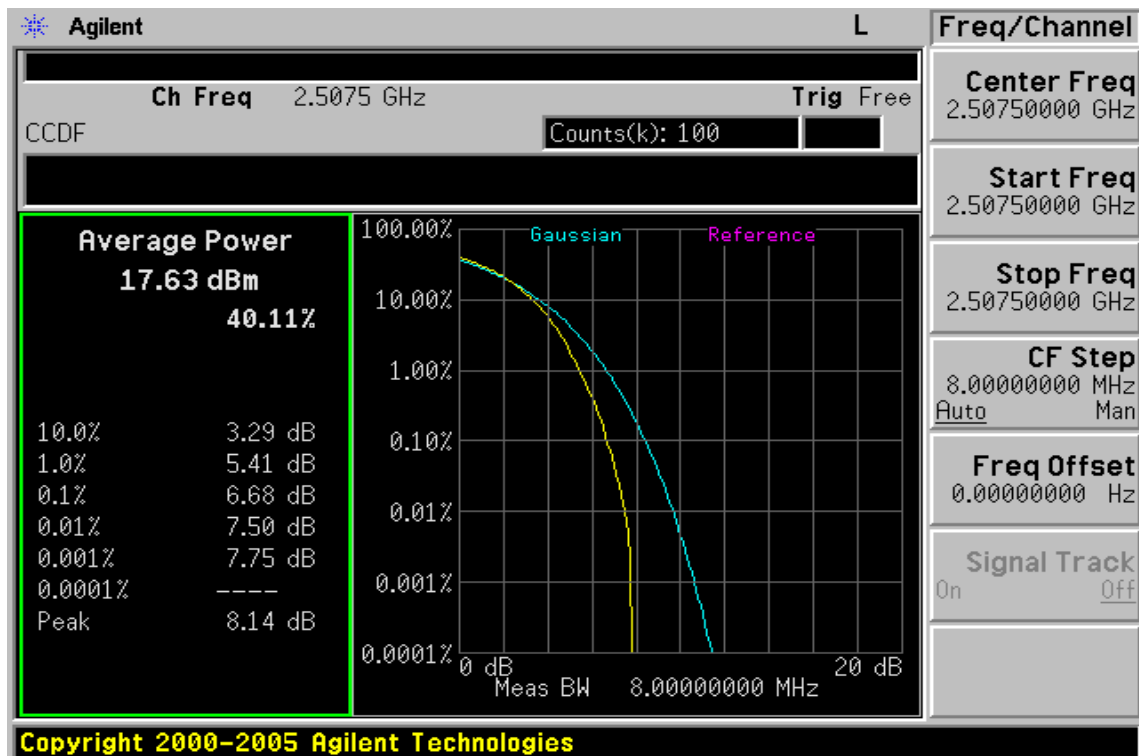 Agilent L
Freq/Channel
Ch Freq 2.5075 GHz Trig Free
CCDF Counts(k): 100
Average Power
17.63 dBm
40.11%
10.0% 3.29 dB
1.0% 5.41 dB
0.1% 6.68 dB
0.01% 7.50 dB
0.001% 7.75 dB
0.0001% ----
Peak 8.14 dB
Gaussian Reference
100.00%
10.00%
1.00%
0.10%
0.01%
0.001%
0.0001%
0 dB 20 dB
Meas BW 8.00000000 MHz
Center Freq
2.50750000 GHz
Start Freq
2.50750000 GHz
Stop Freq
2.50750000 GHz
CF Step
8.00000000 MHz
Auto Man
Freq Offset
0.00000000 Hz
Signal Track
On Off
Copyright 2000-2005 Agilent Technologies